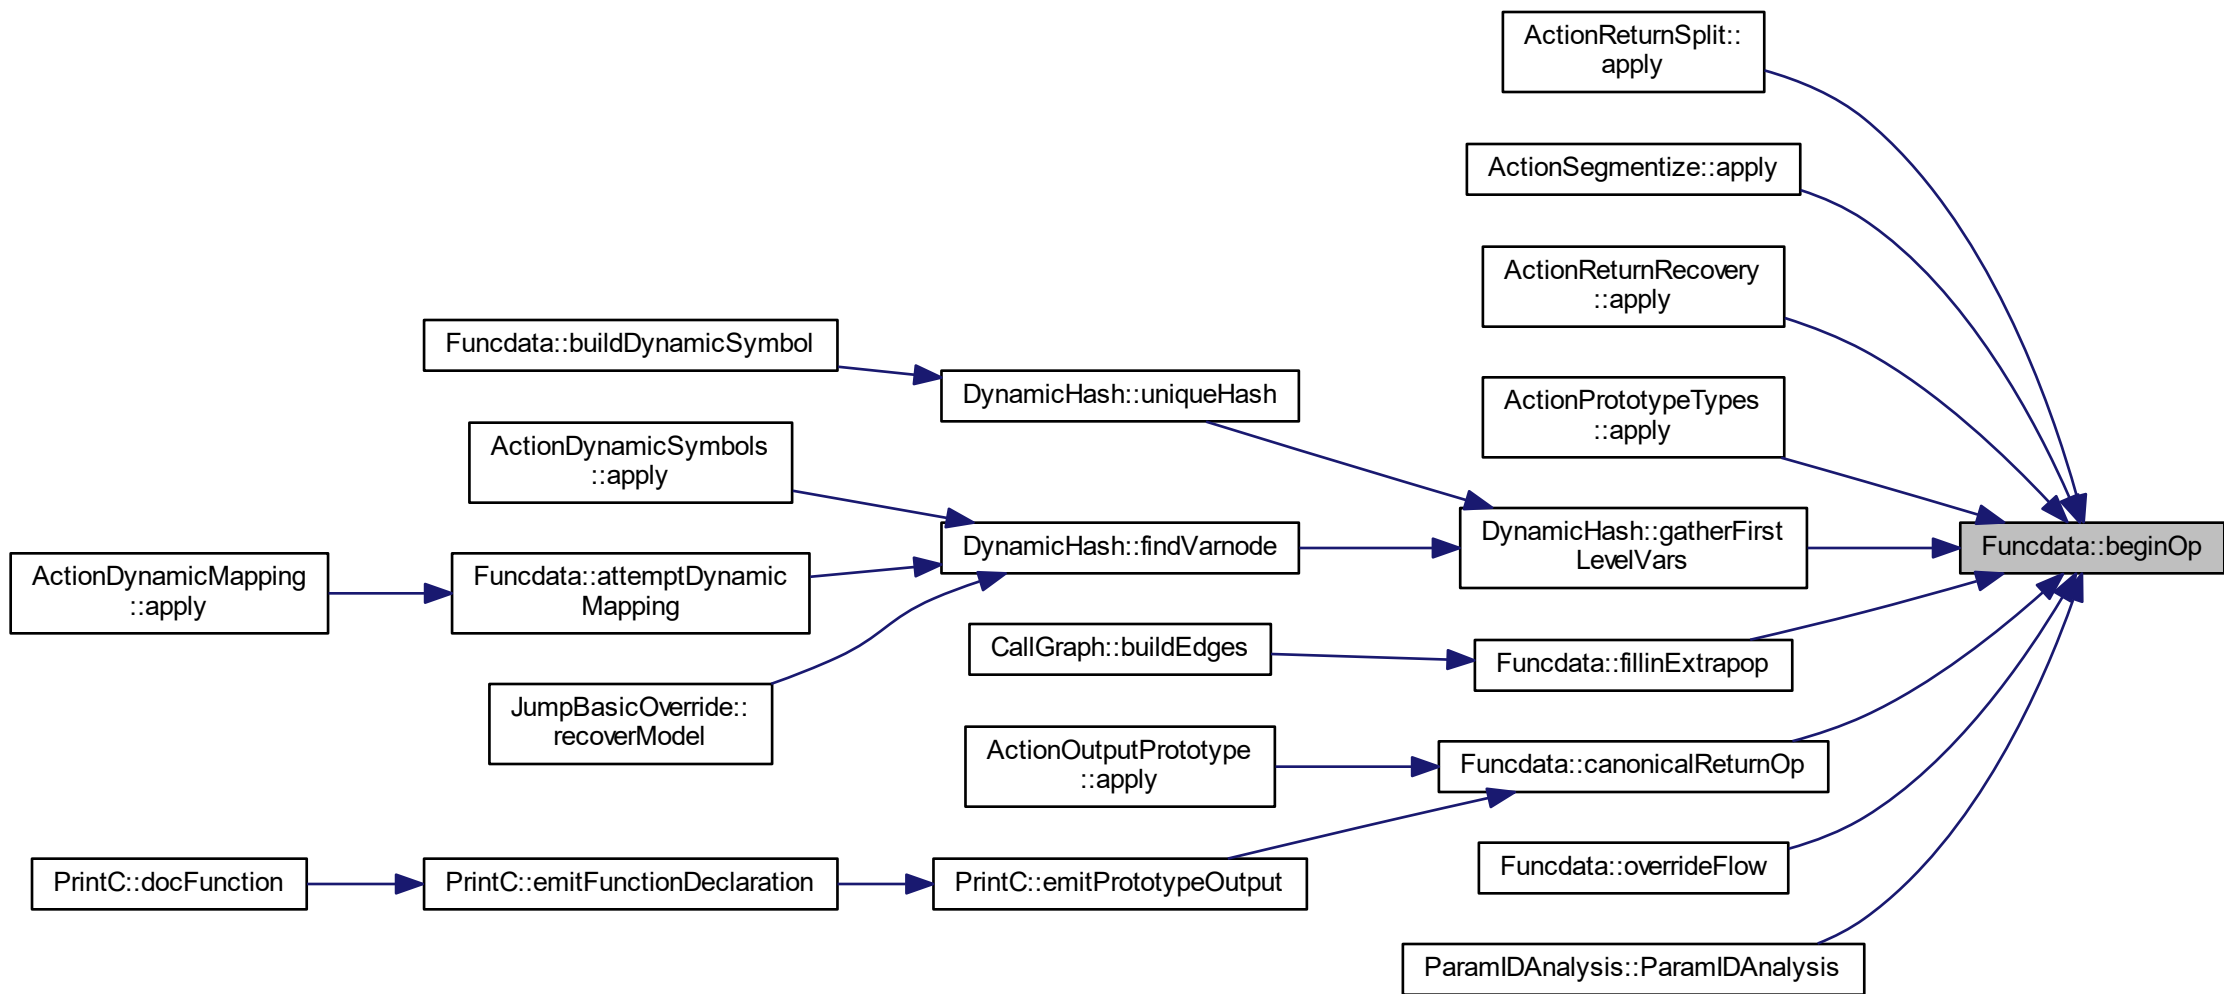 ActionReturnSplit::
apply
ActionSegmentize::apply
ActionReturnRecovery
::apply
Funcdata::buildDynamicSymbol
DynamicHash::uniqueHash
ActionPrototypeTypes
::apply
ActionDynamicSymbols
::apply
DynamicHash::findVarnode
DynamicHash::gatherFirst
LevelVars
Funcdata::beginOp
ActionDynamicMapping
::apply
Funcdata::attemptDynamic
Mapping
CallGraph::buildEdges
Funcdata::fillinExtrapop
JumpBasicOverride::
recoverModel
ActionOutputPrototype
::apply
Funcdata::canonicalReturnOp
Funcdata::overrideFlow
PrintC::docFunction
PrintC::emitFunctionDeclaration
PrintC::emitPrototypeOutput
ParamIDAnalysis::ParamIDAnalysis